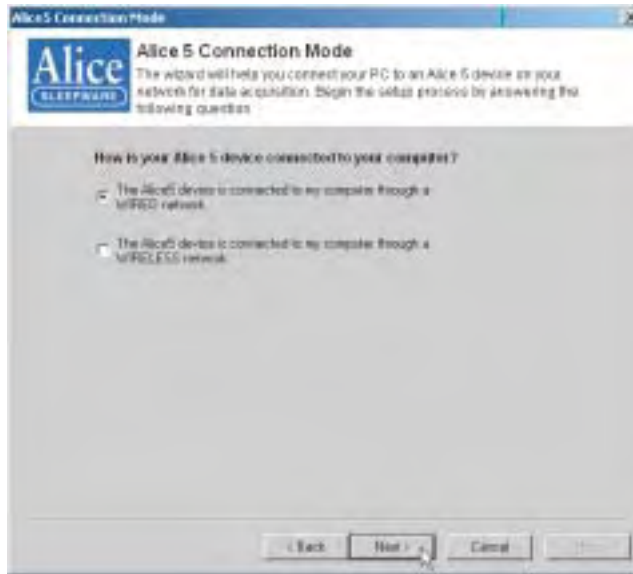 Alice 5 Connection Mode
Alice
SLEEPWARE
Alice 5 Connection Mode
The wizard will help you connect your PC to an Alice 5 device on your
network for data acquisition. Begin the setup process by answering the
following question
How is your Alice 5 device connected to your computer?
The Alice5 device is connected to my computer through a
WIRED network.
The Alice5 device is connected to my computer through a
WIRELESS network.
< Back
Next >
Cancel